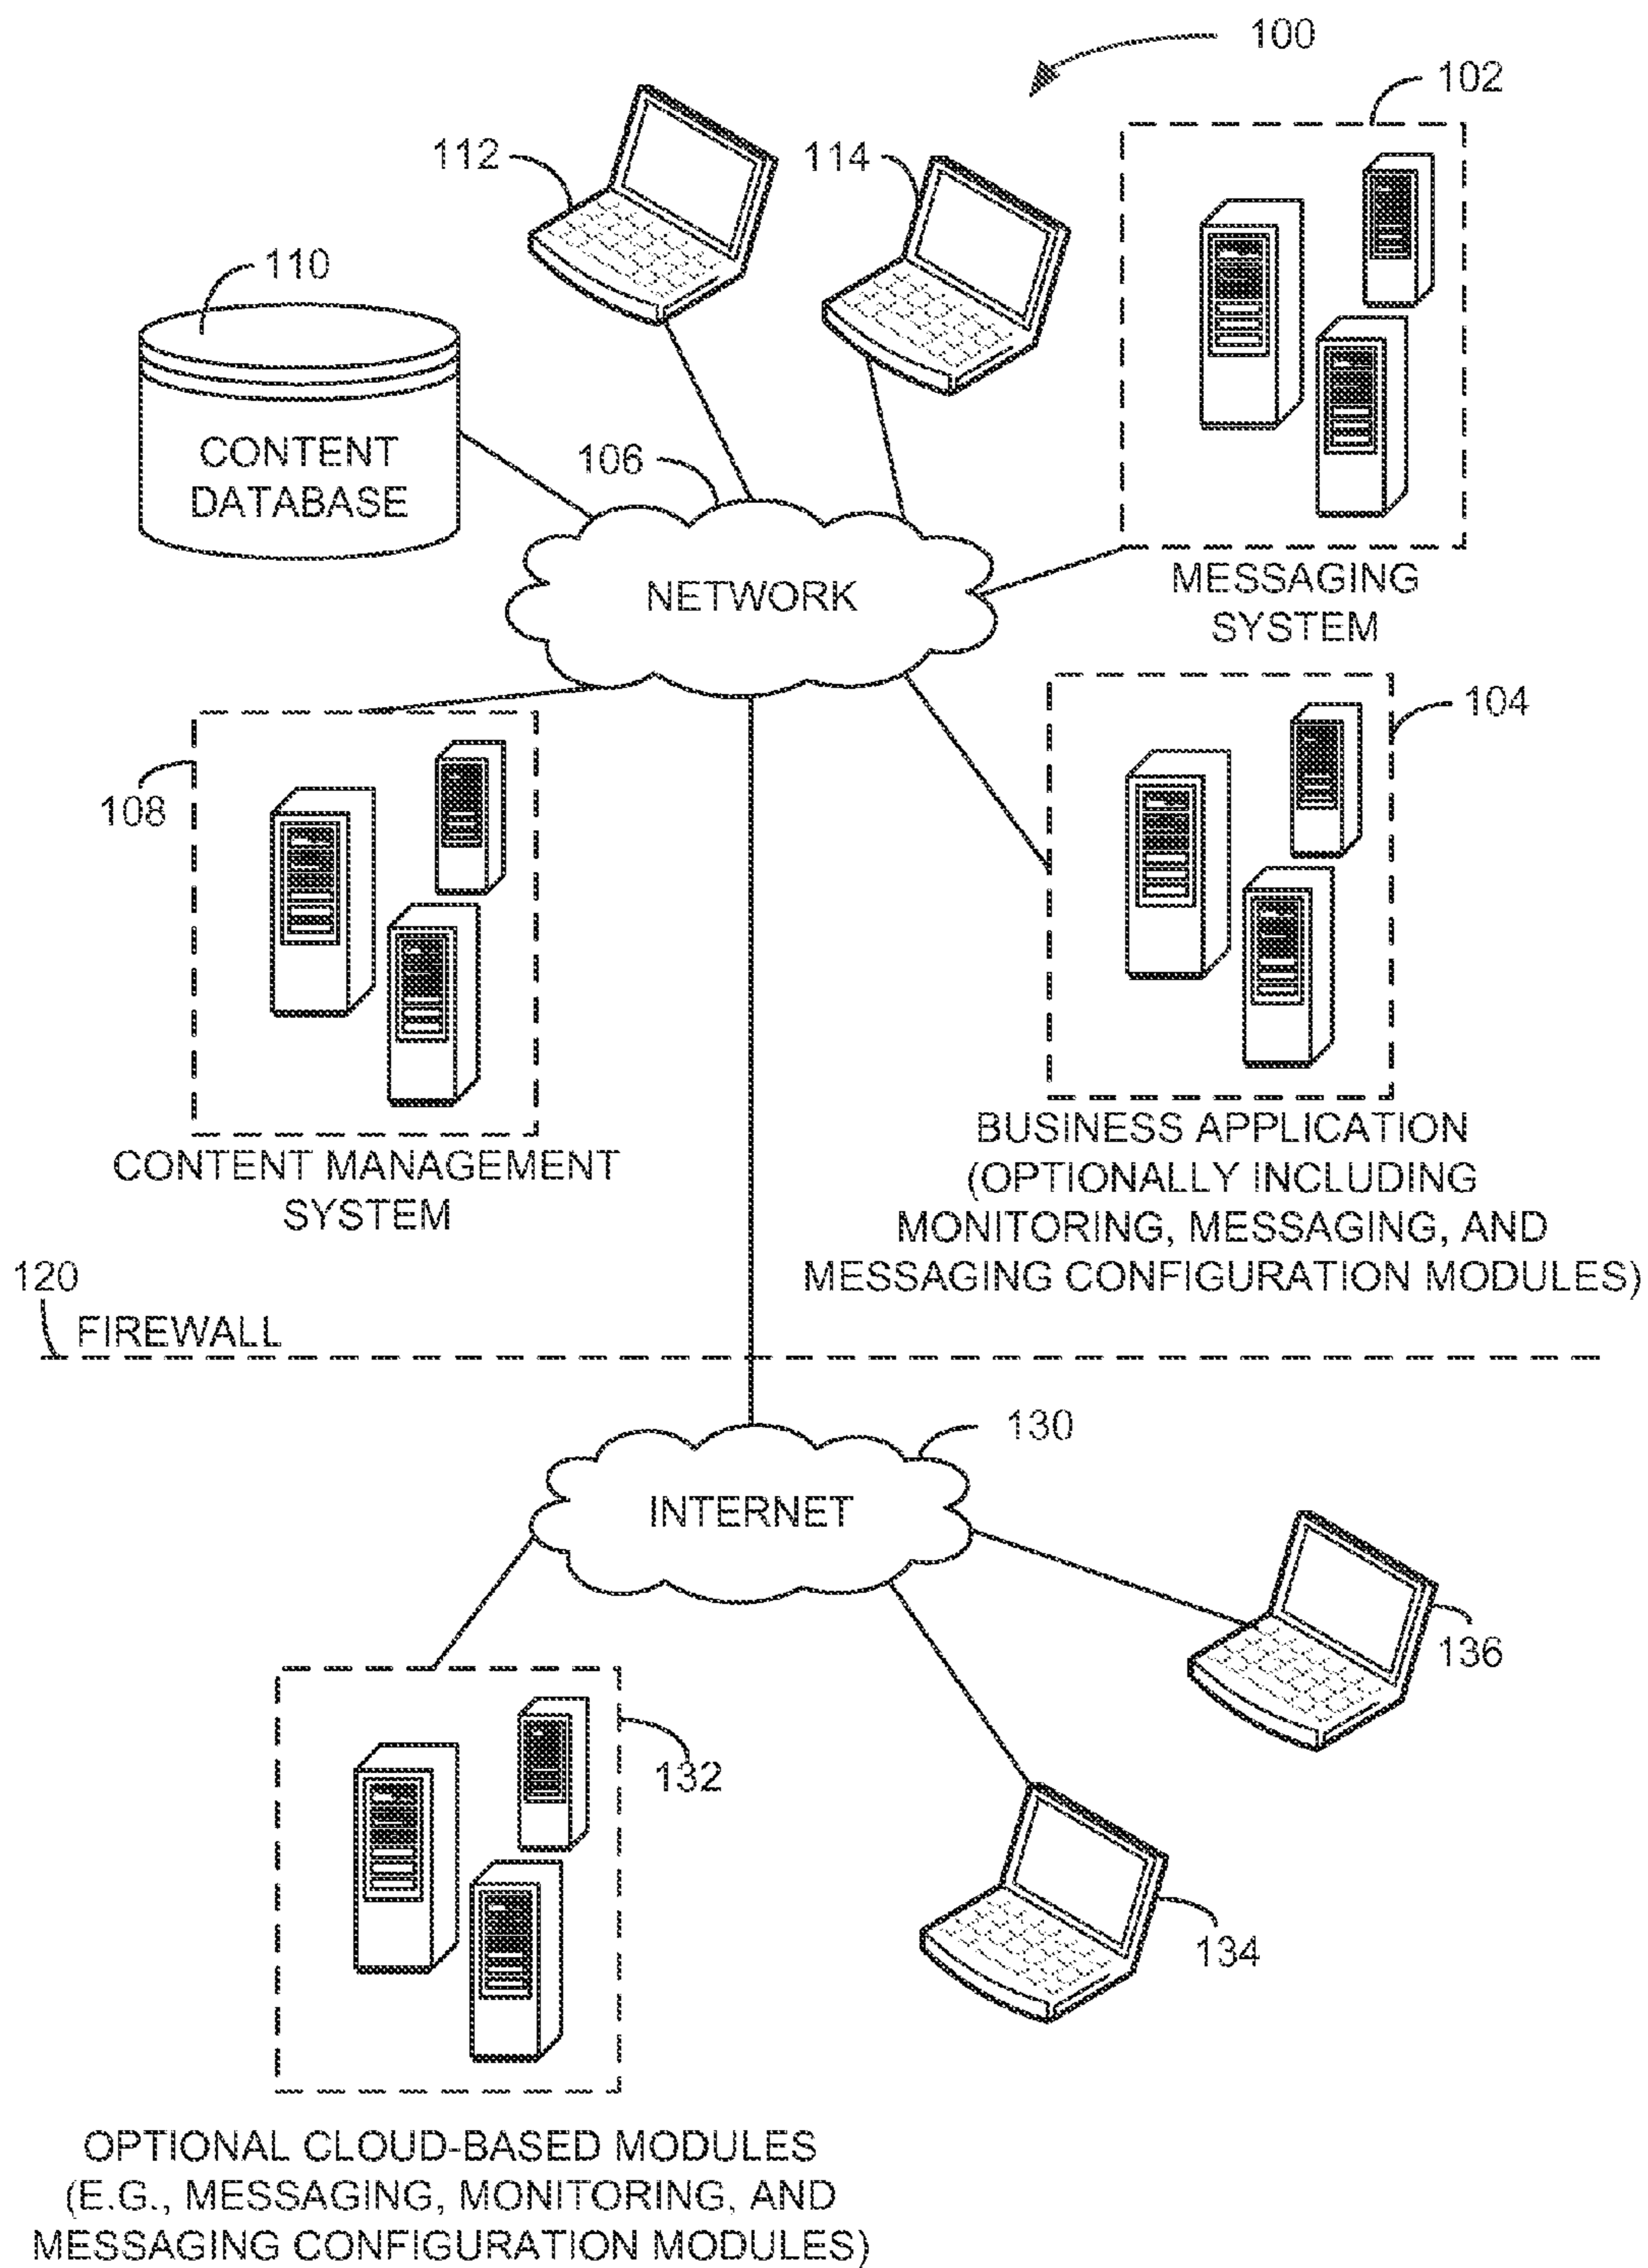 100
102
112
114
110
CONTENT
DATABASE
106
NETWORK
MESSAGING
SYSTEM
104
108
CONTENT MANAGEMENT
SYSTEM
BUSINESS APPLICATION
(OPTIONALLY INCLUDING
MONITORING, MESSAGING, AND
MESSAGING CONFIGURATION MODULES)
120
FIREWALL
130
INTERNET
136
132
134
OPTIONAL CLOUD-BASED MODULES
(E.G., MESSAGING, MONITORING, AND
MESSAGING CONFIGURATION MODULES)